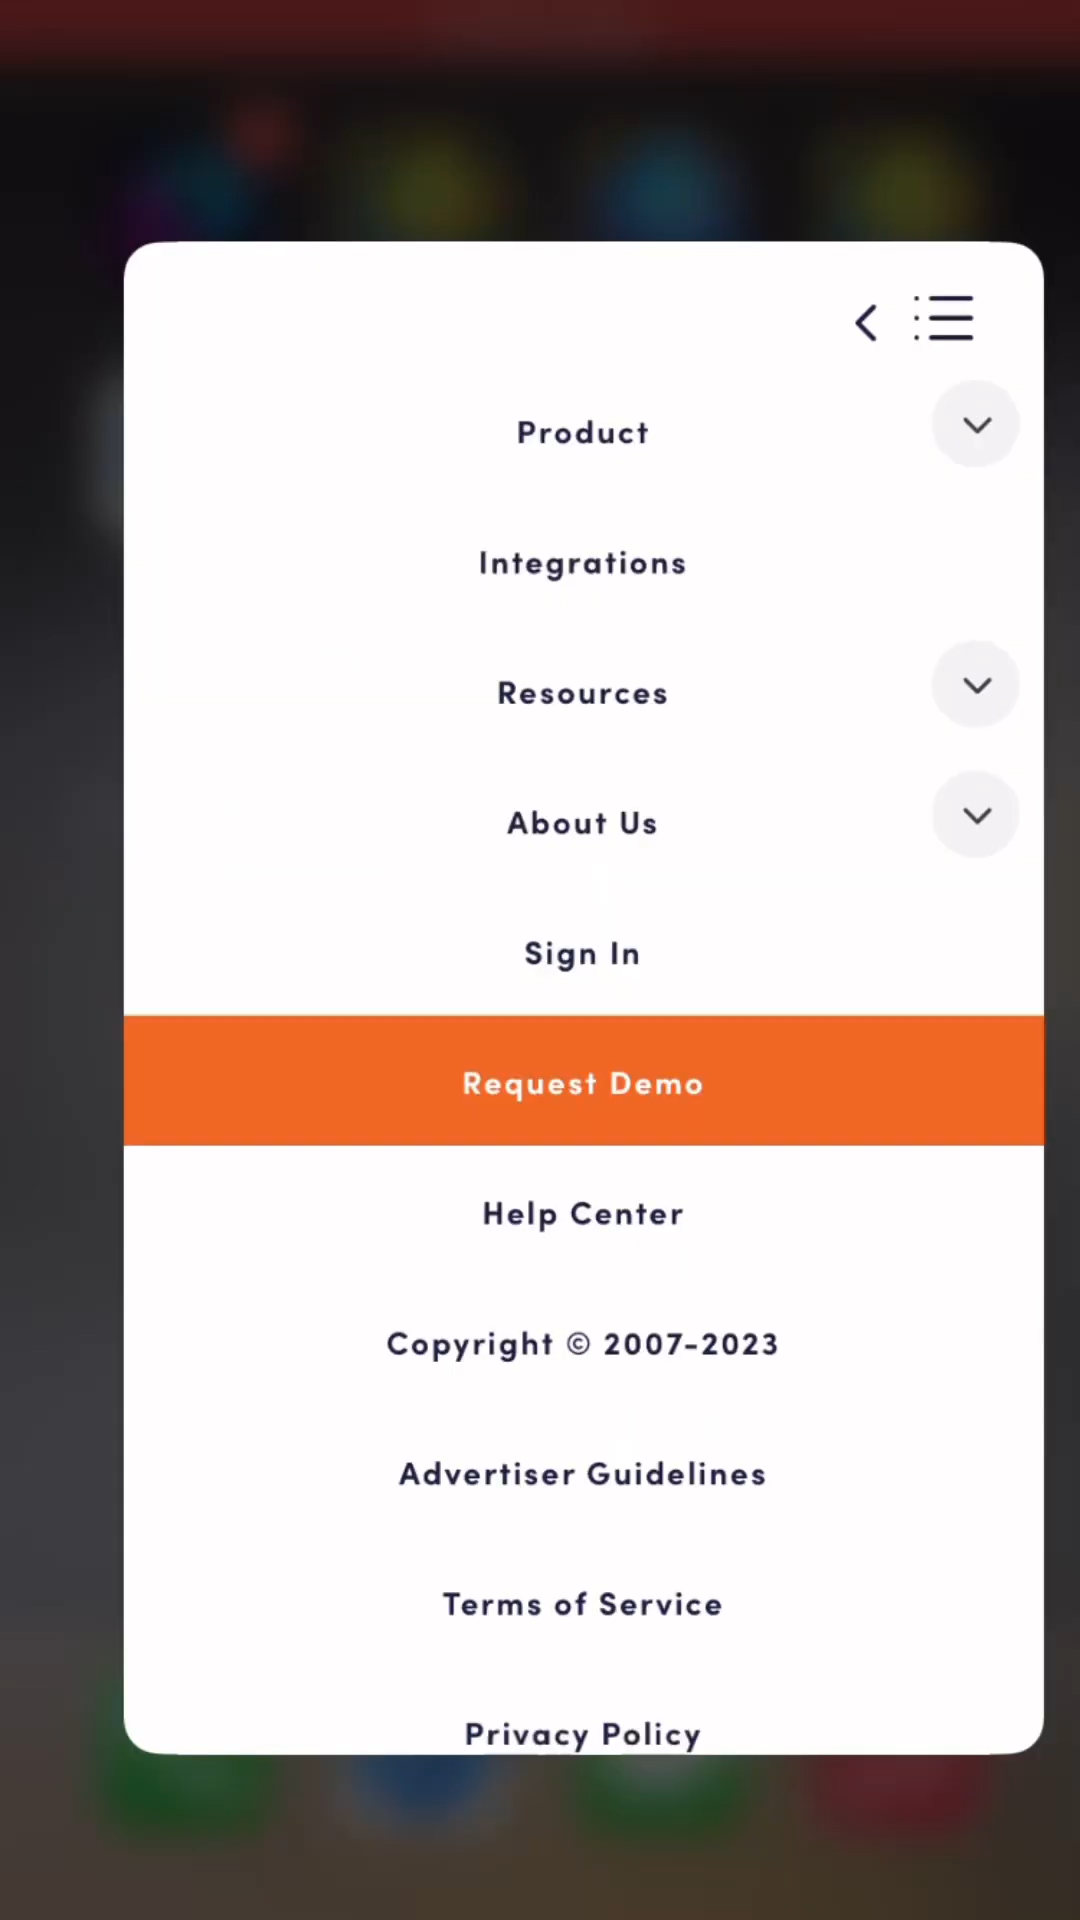 Product
Integrations
Resources
About Us
Sign In
Request Demo
Help Center
Copyright © 2007-2023
Advertiser Guidelines
Terms of Service
Privacy Policy